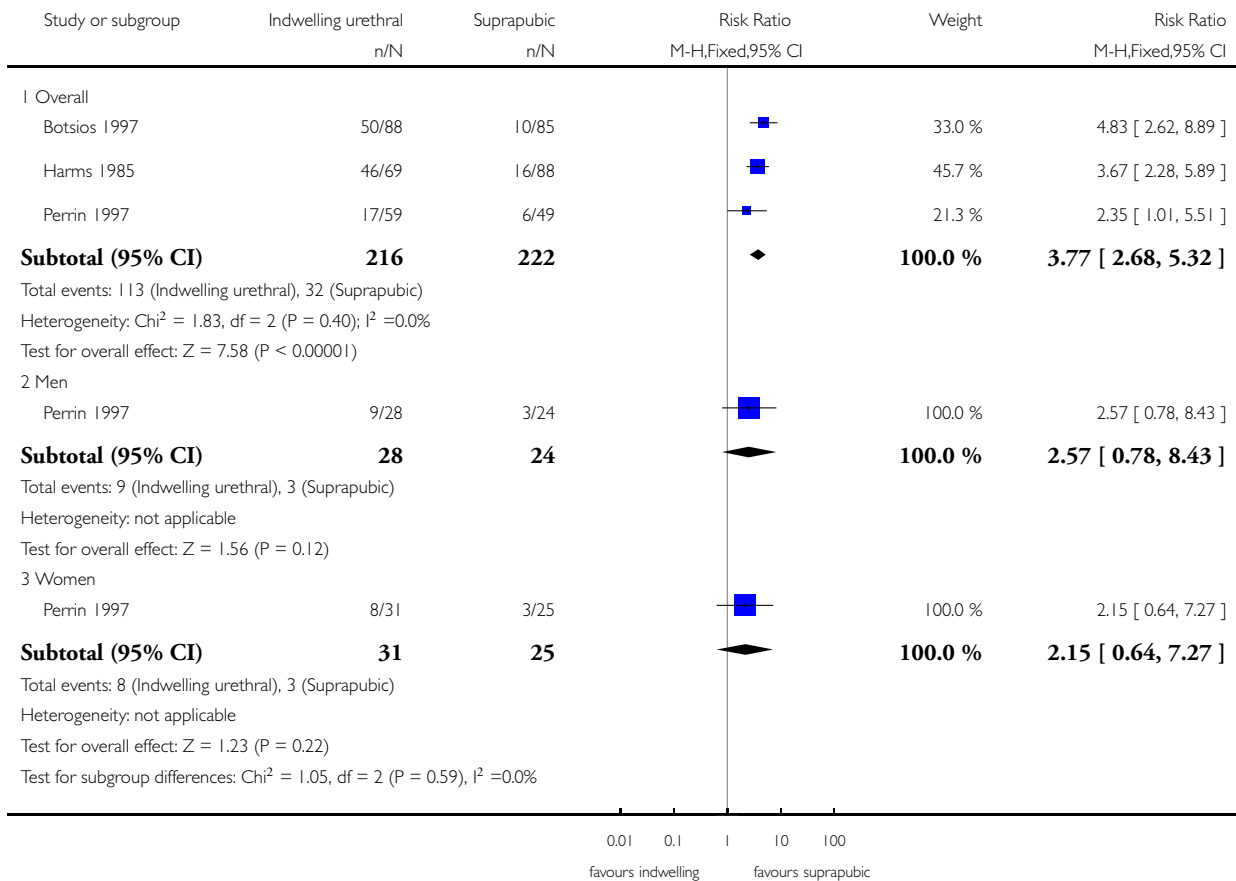 Study or subgroup Indwelling urethral Suprapubic Risk Ratio Weight Risk Ratio
n/N n/N M-H,Fixed,95% CI M-H,Fixed,95% CI
1 Overall
Botsios 1997 50/88 10/85 33.0 % 4.83 [ 2.62, 8.89 ]
Harms 1985 46/69 16/88 45.7 % 3.67 [ 2.28, 5.89 ]
Perrin 1997 17/59 6/49 21.3 % 2.35 [ 1.01, 5.51 ]
Subtotal (95% CI) 216 222 100.0 % 3.77 [ 2.68, 5.32 ]
Total events: 113 (Indwelling urethral), 32 (Suprapubic)
Heterogeneity: Chi² = 1.83, df = 2 (P = 0.40); I² =0.0%
Test for overall effect: Z = 7.58 (P < 0.00001)
2 Men
Perrin 1997 9/28 3/24 100.0 % 2.57 [ 0.78, 8.43 ]
Subtotal (95% CI) 28 24 100.0 % 2.57 [ 0.78, 8.43 ]
Total events: 9 (Indwelling urethral), 3 (Suprapubic)
Heterogeneity: not applicable
Test for overall effect: Z = 1.56 (P = 0.12)
3 Women
Perrin 1997 8/31 3/25 100.0 % 2.15 [ 0.64, 7.27 ]
Subtotal (95% CI) 31 25 100.0 % 2.15 [ 0.64, 7.27 ]
Total events: 8 (Indwelling urethral), 3 (Suprapubic)
Heterogeneity: not applicable
Test for overall effect: Z = 1.23 (P = 0.22)
Test for subgroup differences: Chi² = 1.05, df = 2 (P = 0.59), I² =0.0%
0.01 0.1 1 10 100
favours indwelling favours suprapubic